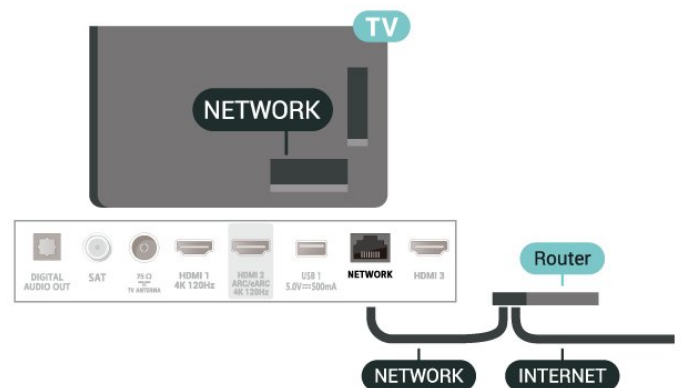 TV
NETWORK
DIGITAL
AUDIO OUT
SAT
75 Ω
TV ANTENNA
HDMI 1
4K 120Hz
HDMI 2
ARC/eARC
4K 120Hz
USB 1
5.0V⎓500mA
NETWORK
HDMI 3
Router
NETWORK
INTERNET